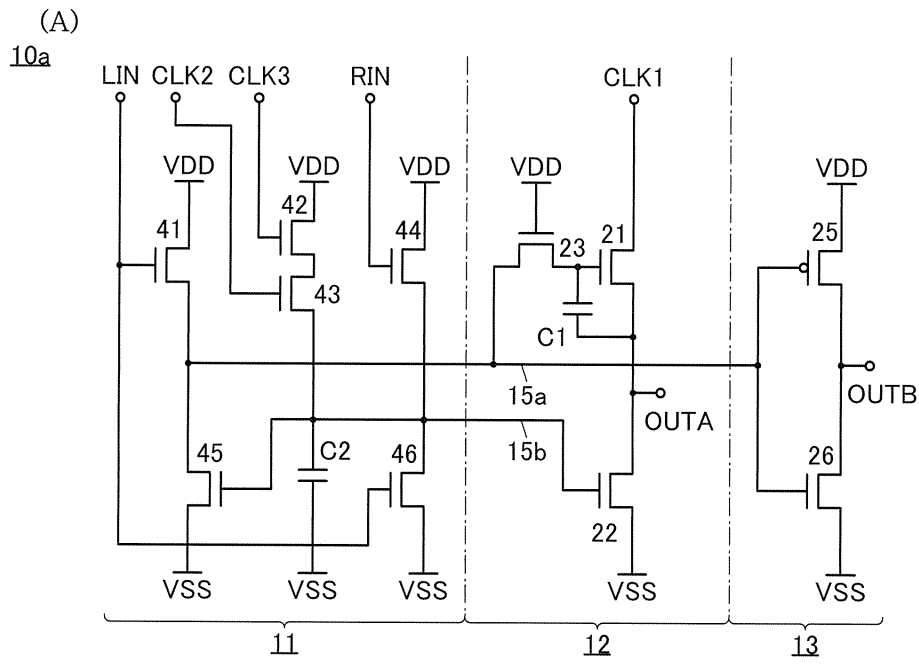 (A)
10a
LIN CLK2 CLK3 RIN CLK1
VDD VDD VDD VDD VDD
41 42 44 23 21 25
43
C1
15a OUTA OUTB
15b
45 C2 46 22 26
VSS VSS VSS VSS VSS
11 12 13